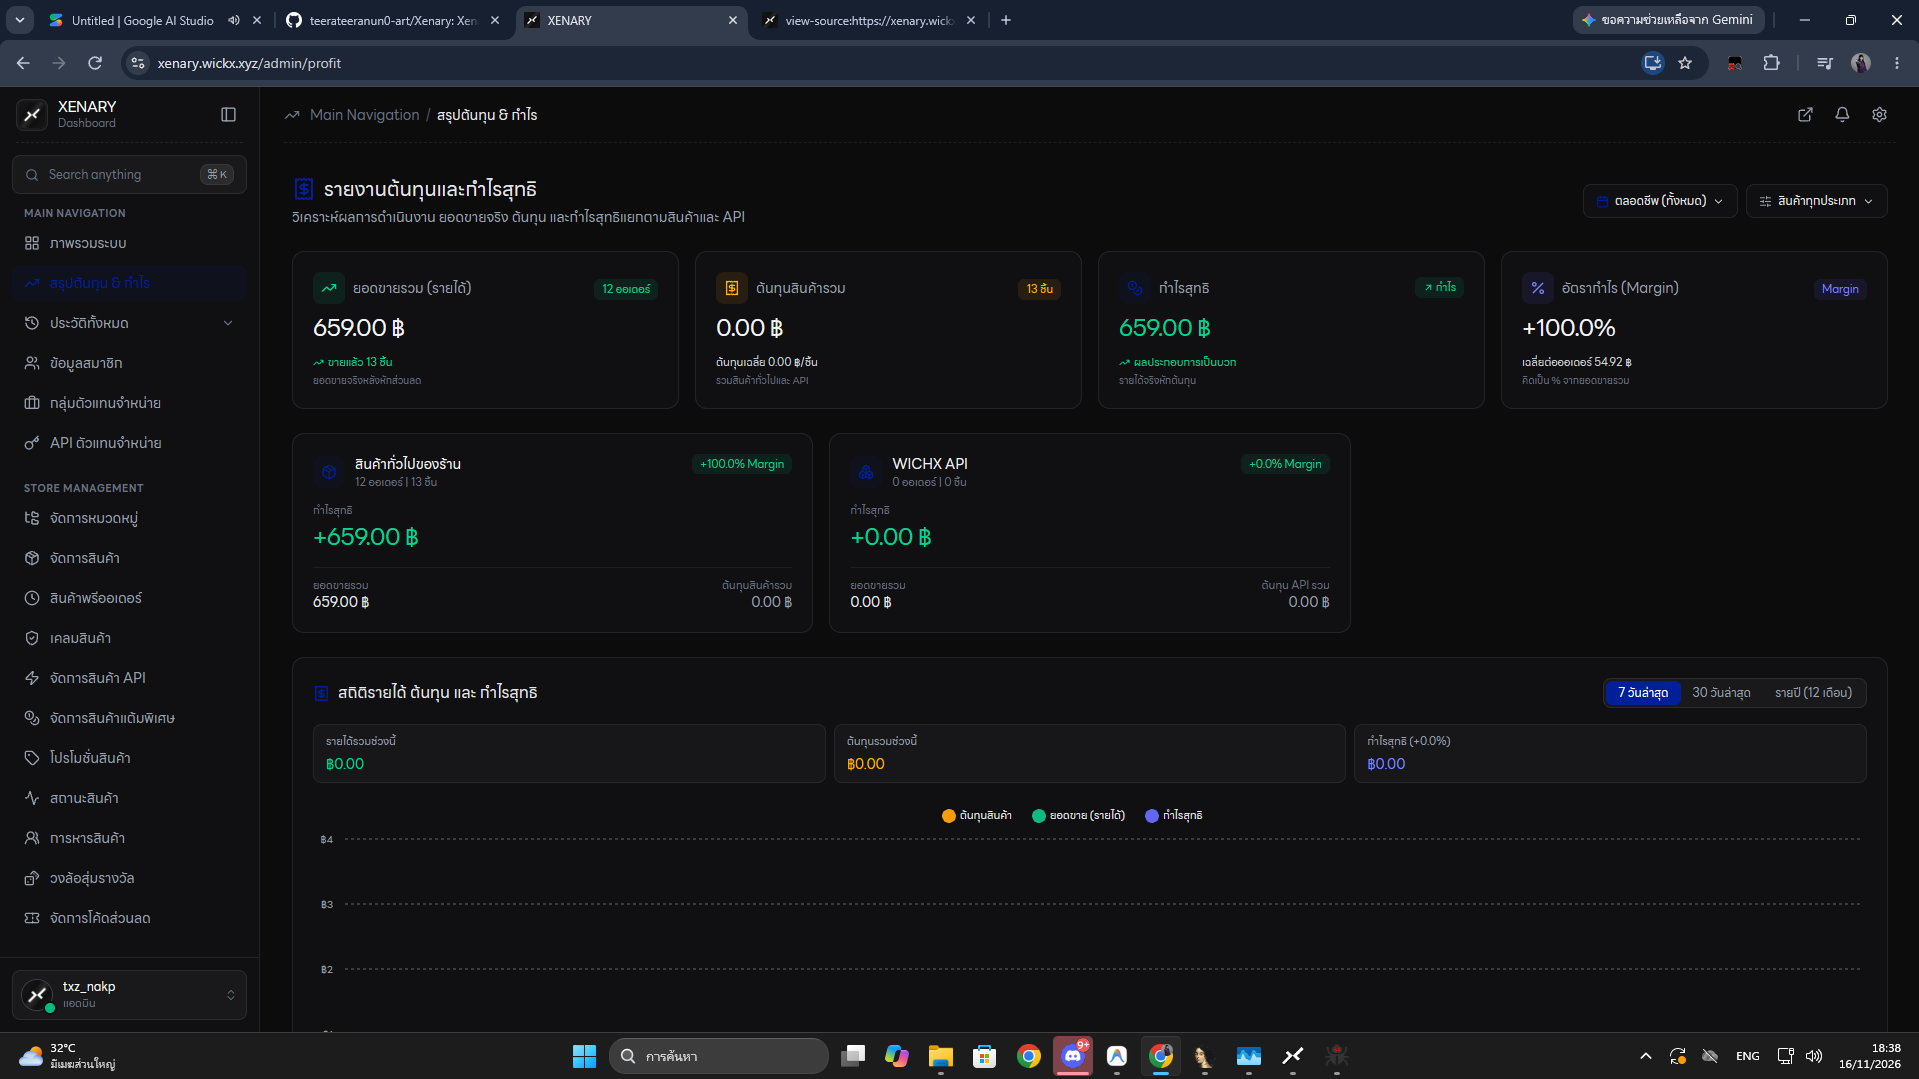 Untitled | Google AI Studio
teerateeranun0-art/Xenary: Xen
XENARY
view-source:https://xenary.wick
ขอความช่วยเหลือจาก Gemini
xenary.wickx.xyz/admin/profit
XENARY
Dashboard
Search anything
⌘ K
MAIN NAVIGATION
ภาพรวมระบบ
สรุปต้นทุน & กำไร
ประวัติทั้งหมด
ข้อมูลสมาชิก
กลุ่มตัวแทนจำหน่าย
API ตัวแทนจำหน่าย
STORE MANAGEMENT
จัดการหมวดหมู่
จัดการสินค้า
สินค้าพรีออเดอร์
เคลมสินค้า
จัดการสินค้า API
จัดการสินค้าแต้มพิเศษ
โปรโมชั่นสินค้า
สถานะสินค้า
การหารสินค้า
วงล้อสุ่มรางวัล
จัดการโค้ดส่วนลด
txz_nakp
แอดมิน
Main Navigation / สรุปต้นทุน & กำไร
รายงานต้นทุนและกำไรสุทธิ
วิเคราะห์ผลการดำเนินงาน ยอดขายจริง ต้นทุน และกำไรสุทธิแยกตามสินค้าและ API
ตลอดชีพ (ทั้งหมด)
สินค้าทุกประเภท
ยอดขายรวม (รายได้)
12 ออเดอร์
659.00 ฿
ขายแล้ว 13 ชิ้น
ยอดขายจริงหลังหักส่วนลด
ต้นทุนสินค้ารวม
13 ชิ้น
0.00 ฿
ต้นทุนเฉลี่ย 0.00 ฿/ชิ้น
รวมสินค้าทั่วไปและ API
กำไรสุทธิ
กำไร
659.00 ฿
ผลประกอบการเป็นบวก
รายได้จริงหักต้นทุน
อัตรากำไร (Margin)
Margin
+100.0%
เฉลี่ยต่อออเดอร์ 54.92 ฿
คิดเป็น % จากยอดขายรวม
สินค้าทั่วไปของร้าน
12 ออเดอร์ | 13 ชิ้น
+100.0% Margin
กำไรสุทธิ
+659.00 ฿
ยอดขายรวม
ต้นทุนสินค้ารวม
659.00 ฿
0.00 ฿
WICHX API
0 ออเดอร์ | 0 ชิ้น
+0.0% Margin
กำไรสุทธิ
+0.00 ฿
ยอดขายรวม
ต้นทุน API รวม
0.00 ฿
0.00 ฿
สถิติรายได้ ต้นทุน และ กำไรสุทธิ
7 วันล่าสุด
30 วันล่าสุด
รายปี (12 เดือน)
รายได้รวมช่วงนี้
฿0.00
ต้นทุนรวมช่วงนี้
฿0.00
กำไรสุทธิ (+0.0%)
฿0.00
ต้นทุนสินค้า
ยอดขาย (รายได้)
กำไรสุทธิ
฿4
฿3
฿2
32°C
มีเมฆส่วนใหญ่
การค้นหา
9+
ENG
18:38
16/11/2026